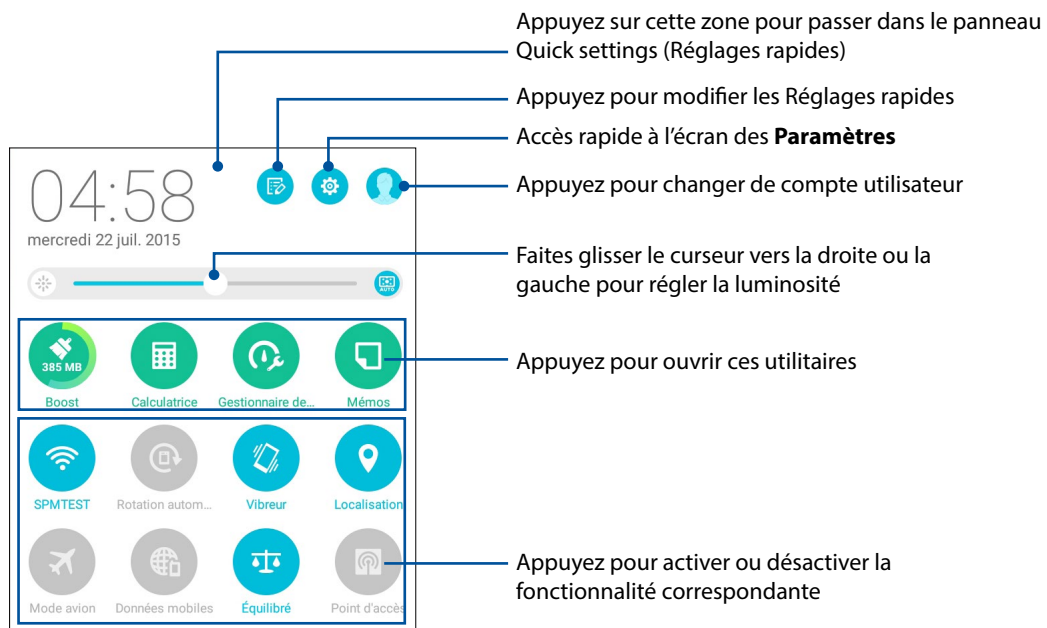 Appuyez sur cette zone pour passer dans le panneau
Quick settings (Réglages rapides)
Appuyez pour modifier les Réglages rapides
Accès rapide à l’écran des Paramètres
Appuyez pour changer de compte utilisateur
04:58
mercredi 22 juil. 2015
Faites glisser le curseur vers la droite ou la
gauche pour régler la luminosité
AUTO
385 MB
Appuyez pour ouvrir ces utilitaires
Boost Calculatrice Gestionnaire de... Mémos
SPMTEST Rotation autom... Vibreur Localisation
Appuyez pour activer ou désactiver la
fonctionnalité correspondante
Mode avion Données mobiles Équilibré Point d'accès